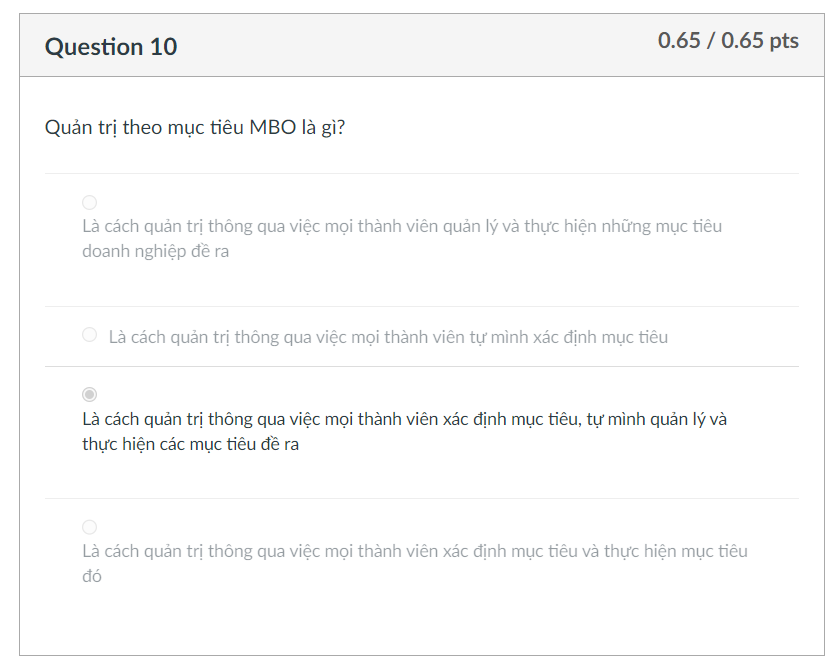 Question 10
0.65 / 0.65 pts
Quản trị theo mục tiêu MBO là gì?
Là cách quản trị thông qua việc mọi thành viên quản lý và thực hiện những mục tiêu
doanh nghiệp đề ra
Là cách quản trị thông qua việc mọi thành viên tự mình xác định mục tiêu
Là cách quản trị thông qua việc mọi thành viên xác định mục tiêu, tự mình quản lý và
thực hiện các mục tiêu đề ra
Là cách quản trị thông qua việc mọi thành viên xác định mục tiêu và thực hiện mục tiêu
đó